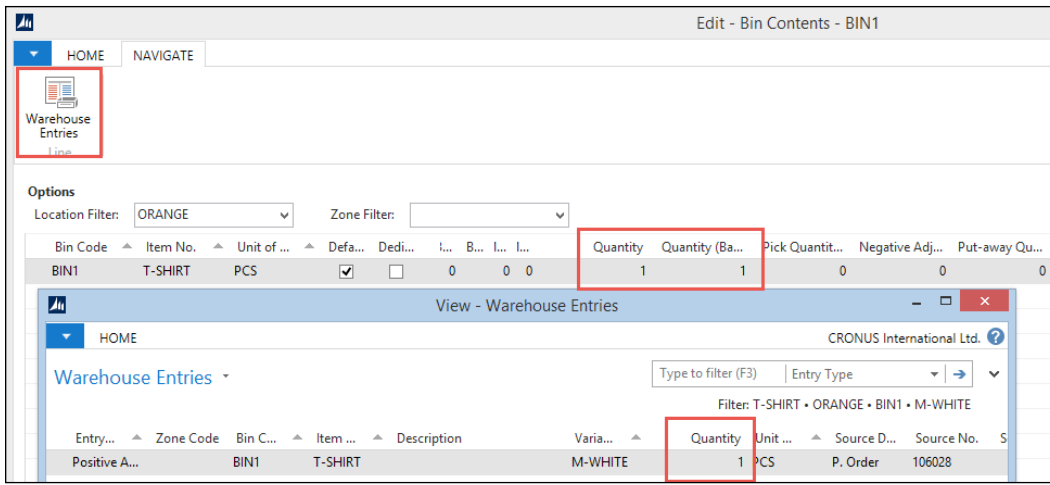 Edit - Bin Contents - BIN1
HOME NAVIGATE
Warehouse
Entries
Line
Options
Location Filter: ORANGE Zone Filter:
Bin Code Item No. Unit of ... Defa... Dedi... B... I... I... Quantity Quantity (Ba... Pick Quantit... Negative Adj... Put-away Qu...
BIN1 T-SHIRT PCS 0 0 0 1 1 0 0 0
View - Warehouse Entries
HOME CRONUS International Ltd.
Warehouse Entries Type to filter (F3) Entry Type
Filter: T-SHIRT • ORANGE • BIN1 • M-WHITE
Entry... Zone Code Bin C... Item ... Description Varia... Quantity Unit ... Source D... Source No. S
Positive A... BIN1 T-SHIRT M-WHITE 1 PCS P. Order 106028